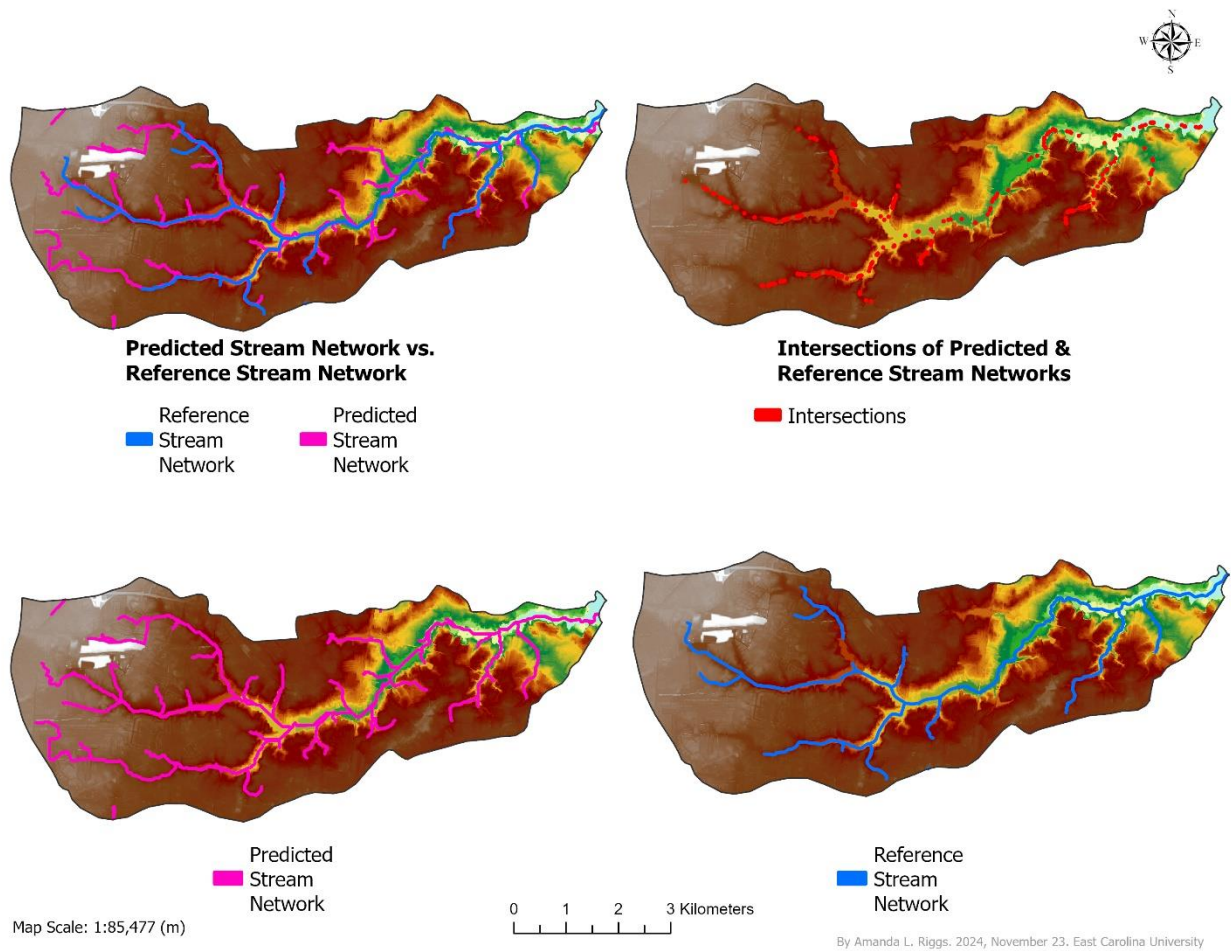 N
W E
S
Predicted Stream Network vs.
Reference Stream Network
Reference
Stream
Network
Predicted
Stream
Network
Intersections of Predicted &
Reference Stream Networks
Intersections
Predicted
Stream
Network
Reference
Stream
Network
Map Scale: 1:85,477 (m)
0 1 2 3 Kilometers
By Amanda L. Riggs. 2024, November 23. East Carolina University